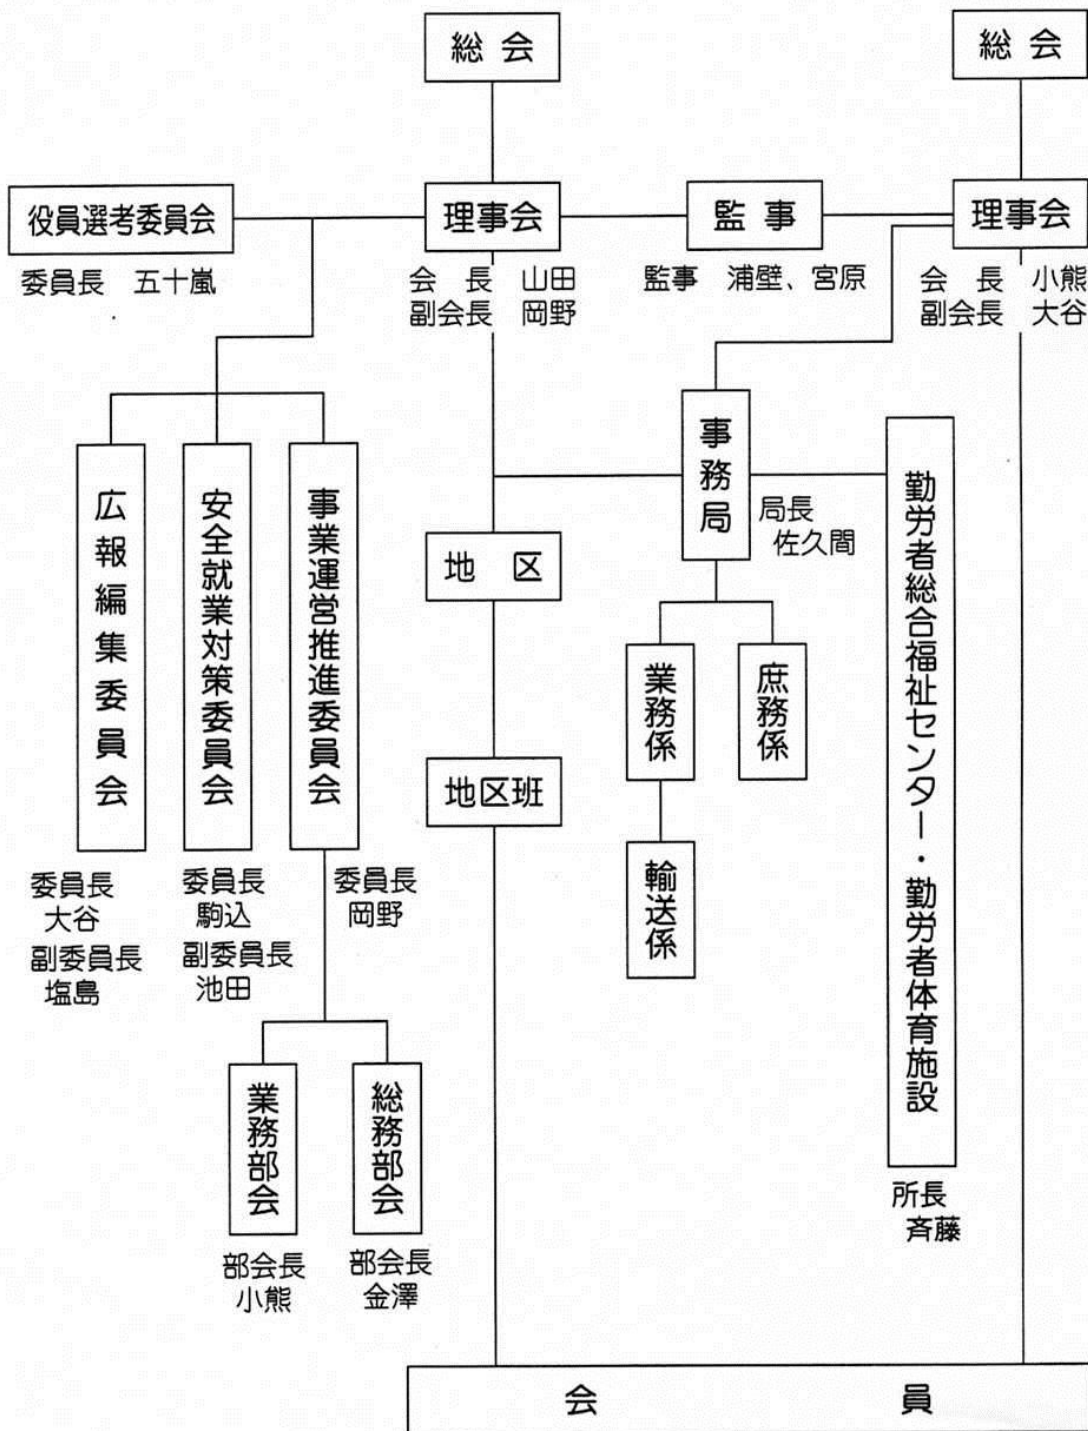 総会
総会
役員選考委員会
理事会
監事
理事会
委員長 五十嵐
会長 山田
副会長 岡野
監事 浦壁、宮原
会長 小熊
副会長 大谷
事務局
局長
佐久間
勤労者総合福祉センター・勤労者体育施設
所長
斉藤
広報編集委員会
安全就業対策委員会
事業運営推進委員会
地区
業務係
庶務係
地区班
輸送係
委員長
大谷
副委員長
塩島
委員長
駒込
副委員長
池田
委員長
岡野
業務部会
総務部会
部会長
小熊
部会長
金澤
会員